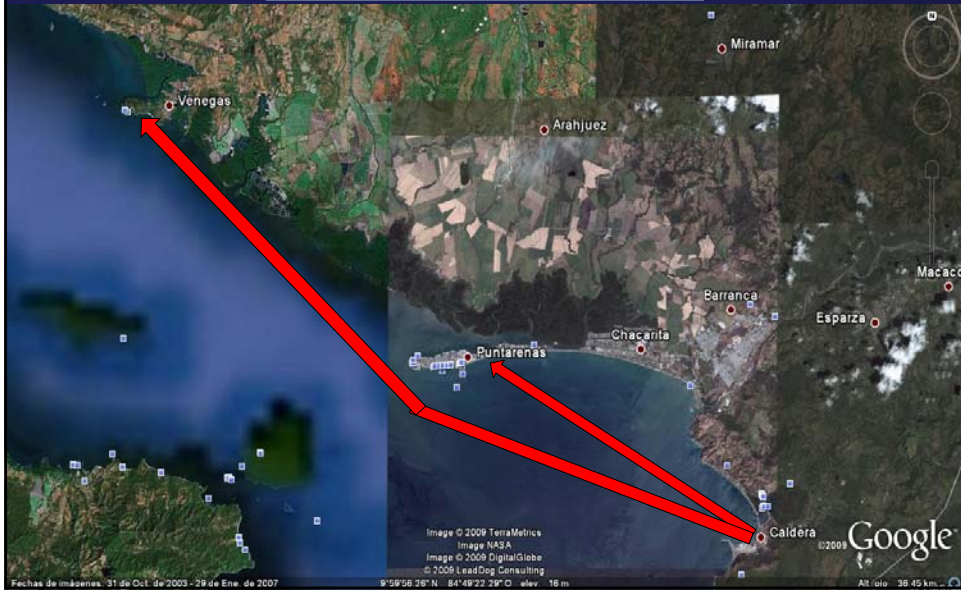 N
Miramar
Venegas
Arahjuez
Macacc
Barranca
Esparza
Chacarita
Puntarenas
Caldera
Image © 2009 TerraMetrics
Image NASA
Image © 2009 DigitalGlobe
© 2009 LeadDog Consulting
©2009 Google™
Fechas de imágenes: 31 de Oct. de 2003 - 29 de Ene. de 2007
9°59'56.26" N 84°49'22.29" O elev. 16 m
Alt. ojo 36.45 km